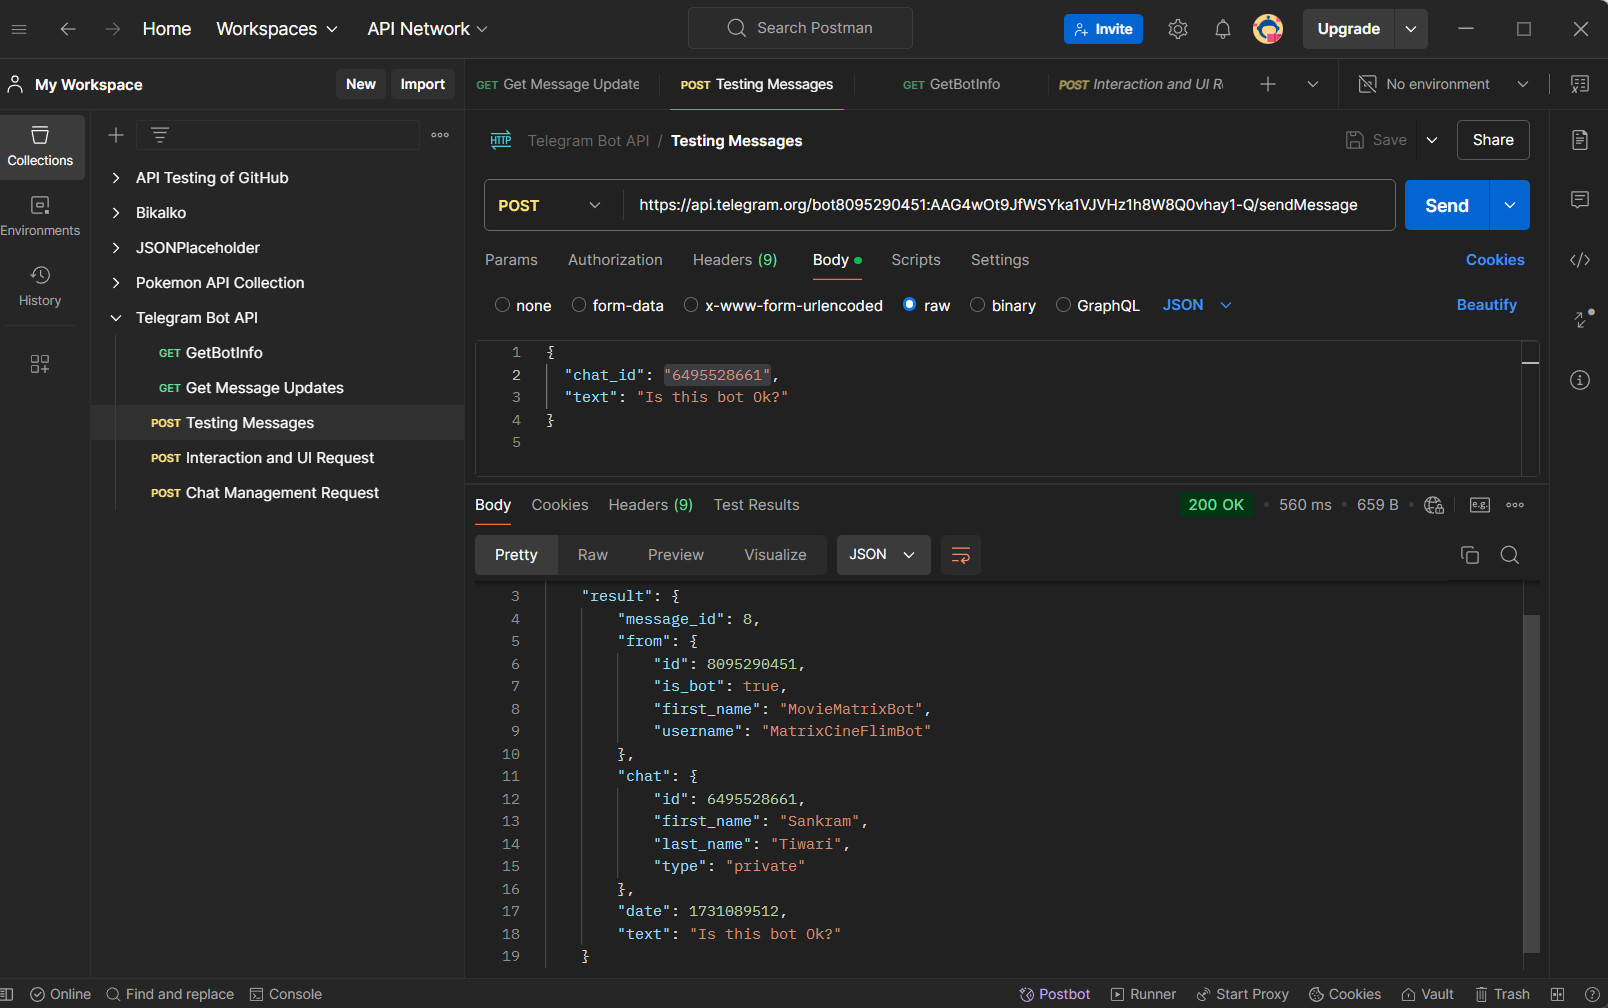 Home Workspaces API Network Search Postman Invite Upgrade
My Workspace New Import GET Get Message Update POST Testing Messages GET GetBotInfo POST Interaction and UI R No environment
Collections
Environments
History
API Testing of GitHub
Bikalko
JSONPlaceholder
Pokemon API Collection
Telegram Bot API
GET GetBotInfo
GET Get Message Updates
POST Testing Messages
POST Interaction and UI Request
POST Chat Management Request
HTTP Telegram Bot API / Testing Messages Save Share
POST https://api.telegram.org/bot8095290451:AAG4wOt9JfWSYka1VJVHz1h8W8Q0vhay1-Q/sendMessage Send
Params Authorization Headers (9) Body Scripts Settings Cookies
none form-data x-www-form-urlencoded raw binary GraphQL JSON Beautify
1 {
2 "chat_id": "6495528661",
3 "text": "Is this bot Ok?"
4 }
5
Body Cookies Headers (9) Test Results 200 OK • 560 ms • 659 B • e.g.
Pretty Raw Preview Visualize JSON
3 "result": {
4 "message_id": 8,
5 "from": {
6 "id": 8095290451,
7 "is_bot": true,
8 "first_name": "MovieMatrixBot",
9 "username": "MatrixCineFlimBot"
10 },
11 "chat": {
12 "id": 6495528661,
13 "first_name": "Sankram",
14 "last_name": "Tiwari",
15 "type": "private"
16 },
17 "date": 1731089512,
18 "text": "Is this bot Ok?"
19 }
Online Find and replace Console Postbot Runner Start Proxy Cookies Vault Trash